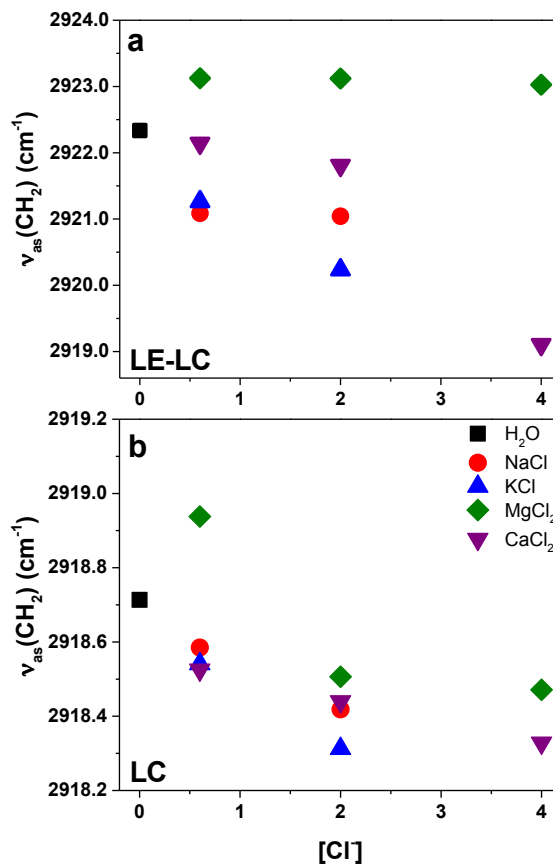 a
2924.0
2923.0
2922.0
2921.0
2920.0
2919.0
νas(CH2) (cm-1)
LE-LC
0 1 2 3 4
b
2919.2
2919.0
2918.8
2918.6
2918.4
2918.2
νas(CH2) (cm-1)
H2O
NaCl
KCl
MgCl2
CaCl2
LC
0 1 2 3 4
[Cl-]